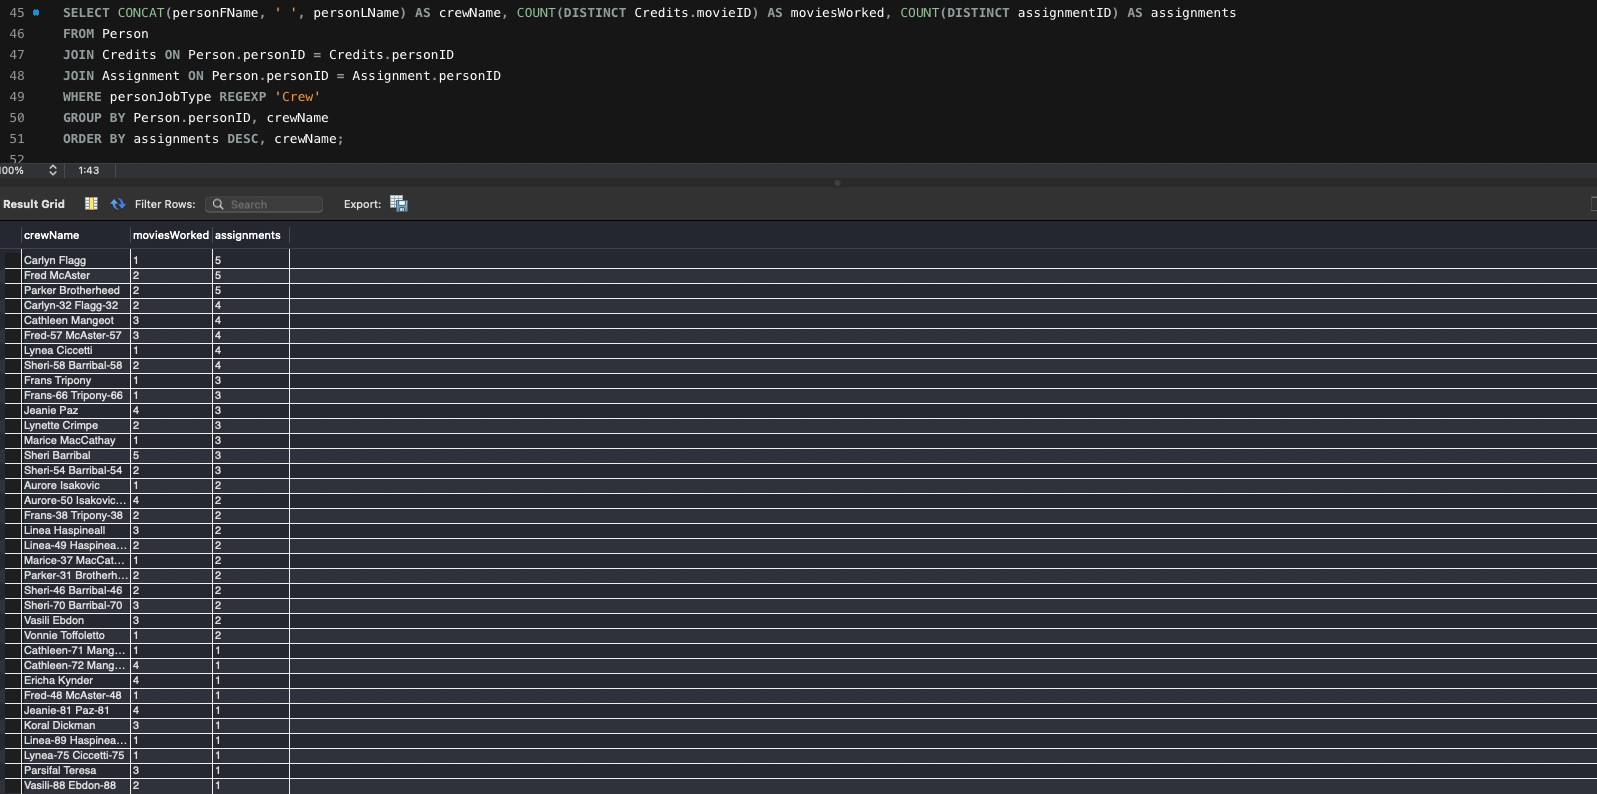 45 SELECT CONCAT(personFName, ' ', personLName) AS crewName, COUNT(DISTINCT Credits.movieID) AS moviesWorked, COUNT(DISTINCT assignmentID) AS assignments
46 FROM Person
47 JOIN Credits ON Person.personID = Credits.personID
48 JOIN Assignment ON Person.personID = Assignment.personID
49 WHERE personJobType REGEXP 'Crew'
50 GROUP BY Person.personID, crewName
51 ORDER BY assignments DESC, crewName;
52
100% 1:43
Result Grid Filter Rows: Search Export:
crewName moviesWorked assignments
Carlyn Flagg 1 5
Fred McAster 2 5
Parker Brotherheed 2 5
Carlyn-32 Flagg-32 2 4
Cathleen Mangeot 3 4
Fred-57 McAster-57 3 4
Lynea Ciccetti 1 4
Sheri-58 Barribal-58 2 4
Frans Tripony 1 3
Frans-66 Tripony-66 1 3
Jeanie Paz 4 3
Lynette Crimpe 2 3
Marice MacCathay 1 3
Sheri Barribal 5 3
Sheri-54 Barribal-54 2 3
Aurore Isakovic 1 2
Aurore-50 Isakovic... 4 2
Frans-38 Tripony-38 2 2
Linea Haspineall 3 2
Linea-49 Haspinea... 2 2
Marice-37 MacCat... 1 2
Parker-31 Brotherh... 2 2
Sheri-46 Barribal-46 2 2
Sheri-70 Barribal-70 3 2
Vasili Ebdon 3 2
Vonnie Toffoletto 1 2
Cathleen-71 Mang... 1 1
Cathleen-72 Mang... 4 1
Ericha Kynder 4 1
Fred-48 McAster-48 1 1
Jeanie-81 Paz-81 4 1
Koral Dickman 3 1
Linea-89 Haspinea... 1 1
Lynea-75 Ciccetti-75 1 1
Parsifal Teresa 3 1
Vasili-88 Ebdon-88 2 1